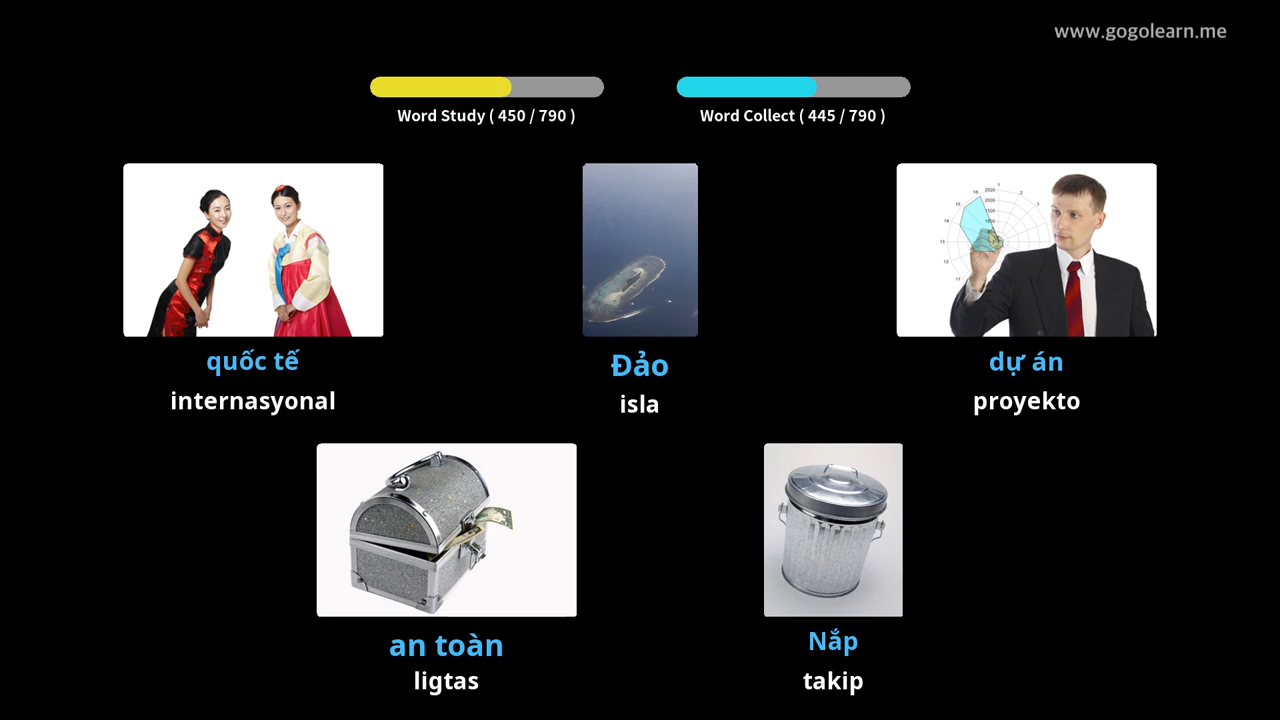 www.gogolearn.me
Word Study ( 450 / 790 )
Word Collect ( 445 / 790 )
quốc tế
internasyonal
Đảo
isla
dự án
proyekto
an toàn
ligtas
Nắp
takip